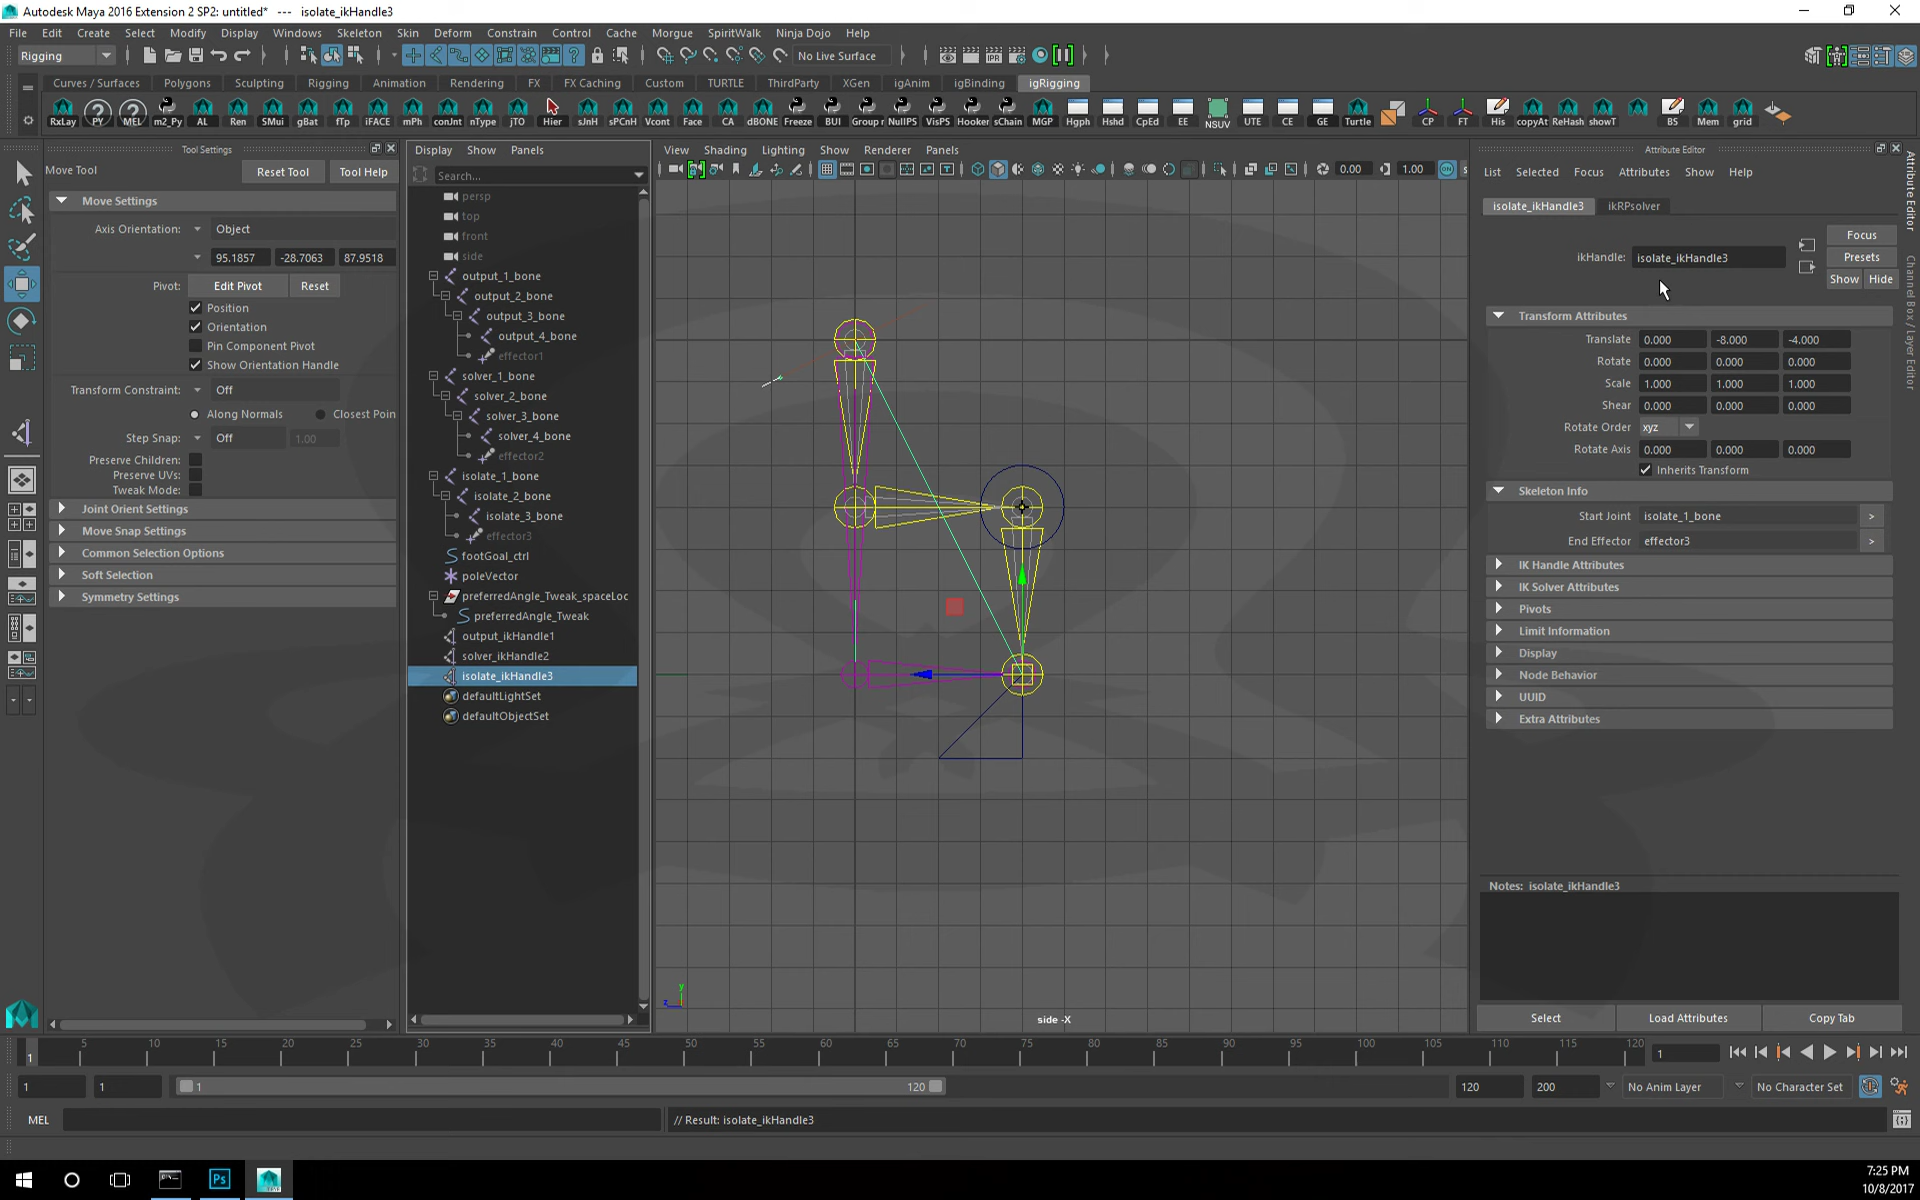 Autodesk Maya 2016 Extension 2 SP2: untitled* --- isolate_ikHandle3
File Edit Create Select Modify Display Windows Skeleton Skin Deform Constrain Control Cache Morgue SpiritWalk Ninja Dojo Help
Rigging No Live Surface IPR
Curves / Surfaces Polygons Sculpting Rigging Animation Rendering FX FX Caching Custom TURTLE ThirdParty XGen igAnim igBinding igRigging
RxLay PY MEL m2_Py AL Ren SMui gBat fTp iFACE mPh conJnt nType jTO Hier sJnH sPCnH Vcont Face CA dBONE Freeze BUI Group r NullPS VisPS Hooker sChain MGP Hgph Hshd CpEd EE NSUV UTE CE GE Turtle CP FT His copyAt ReHash showT BS Mem grid
Tool Settings
Move Tool Reset Tool Tool Help
Move Settings
Axis Orientation: Object
95.1857 -28.7063 87.9518
Pivot: Edit Pivot Reset
Position
Orientation
Pin Component Pivot
Show Orientation Handle
Transform Constraint: Off
Along Normals Closest Poin
Step Snap: Off 1.00
Preserve Children:
Preserve UVs:
Tweak Mode:
Joint Orient Settings
Move Snap Settings
Common Selection Options
Soft Selection
Symmetry Settings
Display Show Panels
Search...
persp
top
front
side
output_1_bone
output_2_bone
output_3_bone
output_4_bone
effector1
solver_1_bone
solver_2_bone
solver_3_bone
solver_4_bone
effector2
isolate_1_bone
isolate_2_bone
isolate_3_bone
effector3
footGoal_ctrl
poleVector
preferredAngle_Tweak_spaceLoc
preferredAngle_Tweak
output_ikHandle1
solver_ikHandle2
isolate_ikHandle3
defaultLightSet
defaultObjectSet
View Shading Lighting Show Renderer Panels
0.00 1.00
y
z
side -X
Attribute Editor
List Selected Focus Attributes Show Help
isolate_ikHandle3 ikRPsolver
Focus
ikHandle: isolate_ikHandle3 Presets
Show Hide
Transform Attributes
Translate 0.000 -8.000 -4.000
Rotate 0.000 0.000 0.000
Scale 1.000 1.000 1.000
Shear 0.000 0.000 0.000
Rotate Order xyz
Rotate Axis 0.000 0.000 0.000
Inherits Transform
Skeleton Info
Start Joint isolate_1_bone >
End Effector effector3 >
IK Handle Attributes
IK Solver Attributes
Pivots
Limit Information
Display
Node Behavior
UUID
Extra Attributes
Notes: isolate_ikHandle3
Select Load Attributes Copy Tab
Attribute Editor
Channel Box / Layer Editor
1 5 10 15 20 25 30 35 40 45 50 55 60 65 70 75 80 85 90 95 100 105 110 115 120 1
1 1 1 120 120 200 No Anim Layer No Character Set
MEL // Result: isolate_ikHandle3
Ps
7:25 PM
10/8/2017